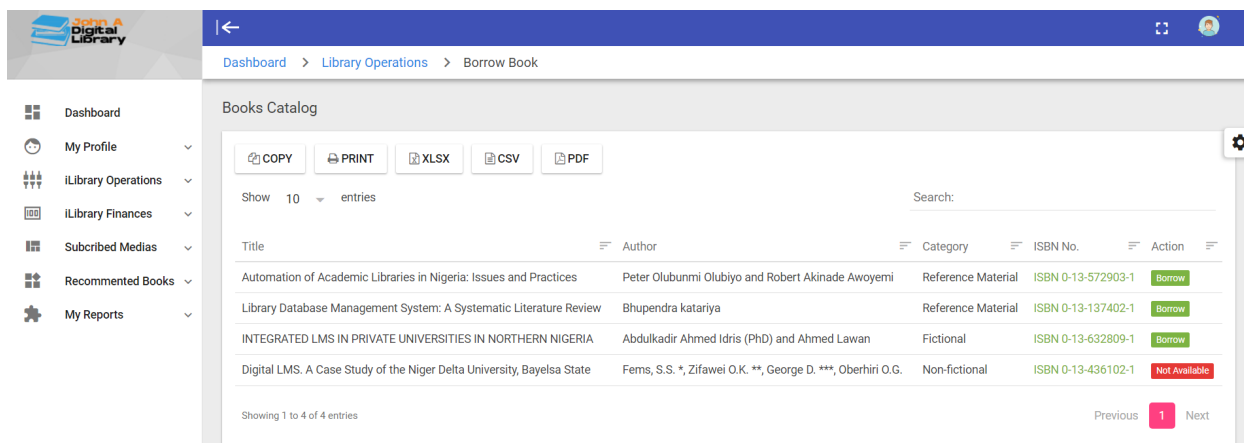 John A
Digital
Library
Dashboard > Library Operations > Borrow Book
Dashboard
My Profile
iLibrary Operations
iLibrary Finances
Subcribed Medias
Recommented Books
My Reports
Books Catalog
COPY PRINT XLSX CSV PDF
Show 10 entries Search:
Title Author Category ISBN No. Action
Automation of Academic Libraries in Nigeria: Issues and Practices Peter Olubunmi Olubiyo and Robert Akinade Awoyemi Reference Material ISBN 0-13-572903-1 Borrow
Library Database Management System: A Systematic Literature Review Bhupendra katariya Reference Material ISBN 0-13-137402-1 Borrow
INTEGRATED LMS IN PRIVATE UNIVERSITIES IN NORTHERN NIGERIA Abdulkadir Ahmed Idris (PhD) and Ahmed Lawan Fictional ISBN 0-13-632809-1 Borrow
Digital LMS. A Case Study of the Niger Delta University, Bayelsa State Fems, S.S. *, Zifawei O.K. **, George D. ***, Oberhiri O.G. Non-fictional ISBN 0-13-436102-1 Not Available
Showing 1 to 4 of 4 entries Previous 1 Next